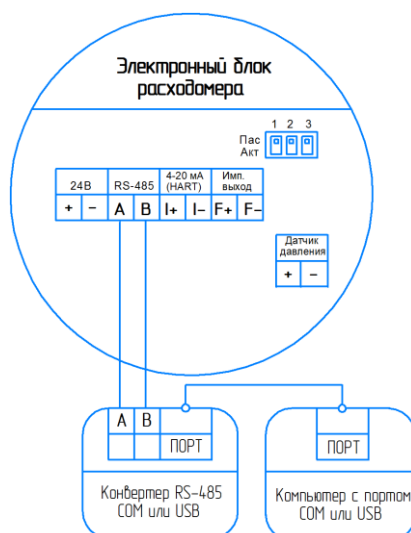 Электронный блок
расходомера
1 2 3
Пас
Акт
24В RS-485 4-20 мА (HART) Имп. выход
+ − A B I+ I− F+ F−
Датчик
давления
+ −
A B
ПОРТ
ПОРТ
Конвертер RS-485
COM или USB
Компьютер с портом
COM или USB